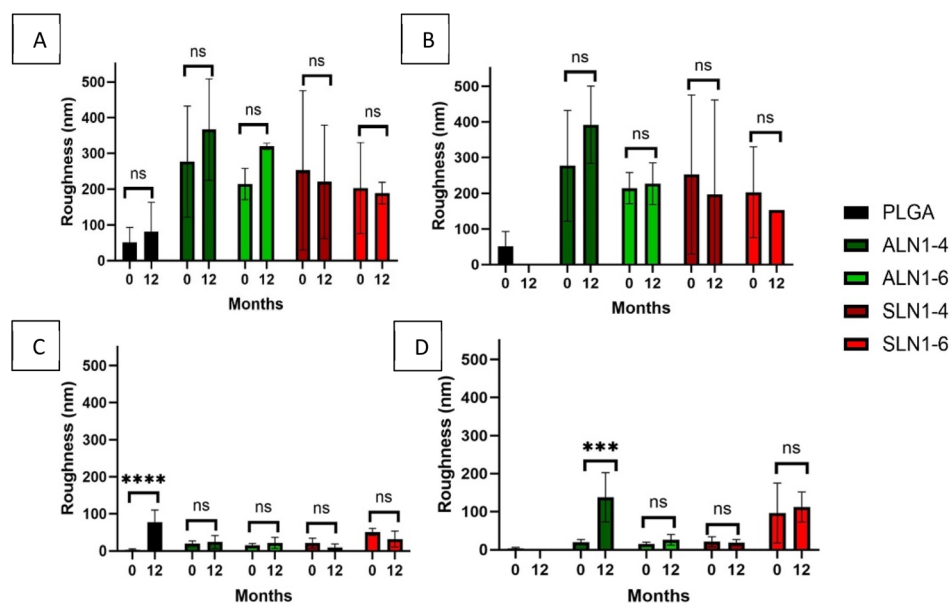 A
Roughness (nm)
500
400
300
200
100
0
ns
ns
ns
ns
ns
0 12 0 12 0 12 0 12 0 12
Months
B
Roughness (nm)
500
400
300
200
100
0
ns
ns
ns
ns
0 12 0 12 0 12 0 12 0 12
Months
PLGA
ALN1-4
ALN1-6
SLN1-4
SLN1-6
C
Roughness (nm)
500
400
300
200
100
0
****
ns
ns
ns
ns
0 12 0 12 0 12 0 12 0 12
Months
D
Roughness (nm)
500
400
300
200
100
0
***
ns
ns
ns
0 12 0 12 0 12 0 12 0 12
Months